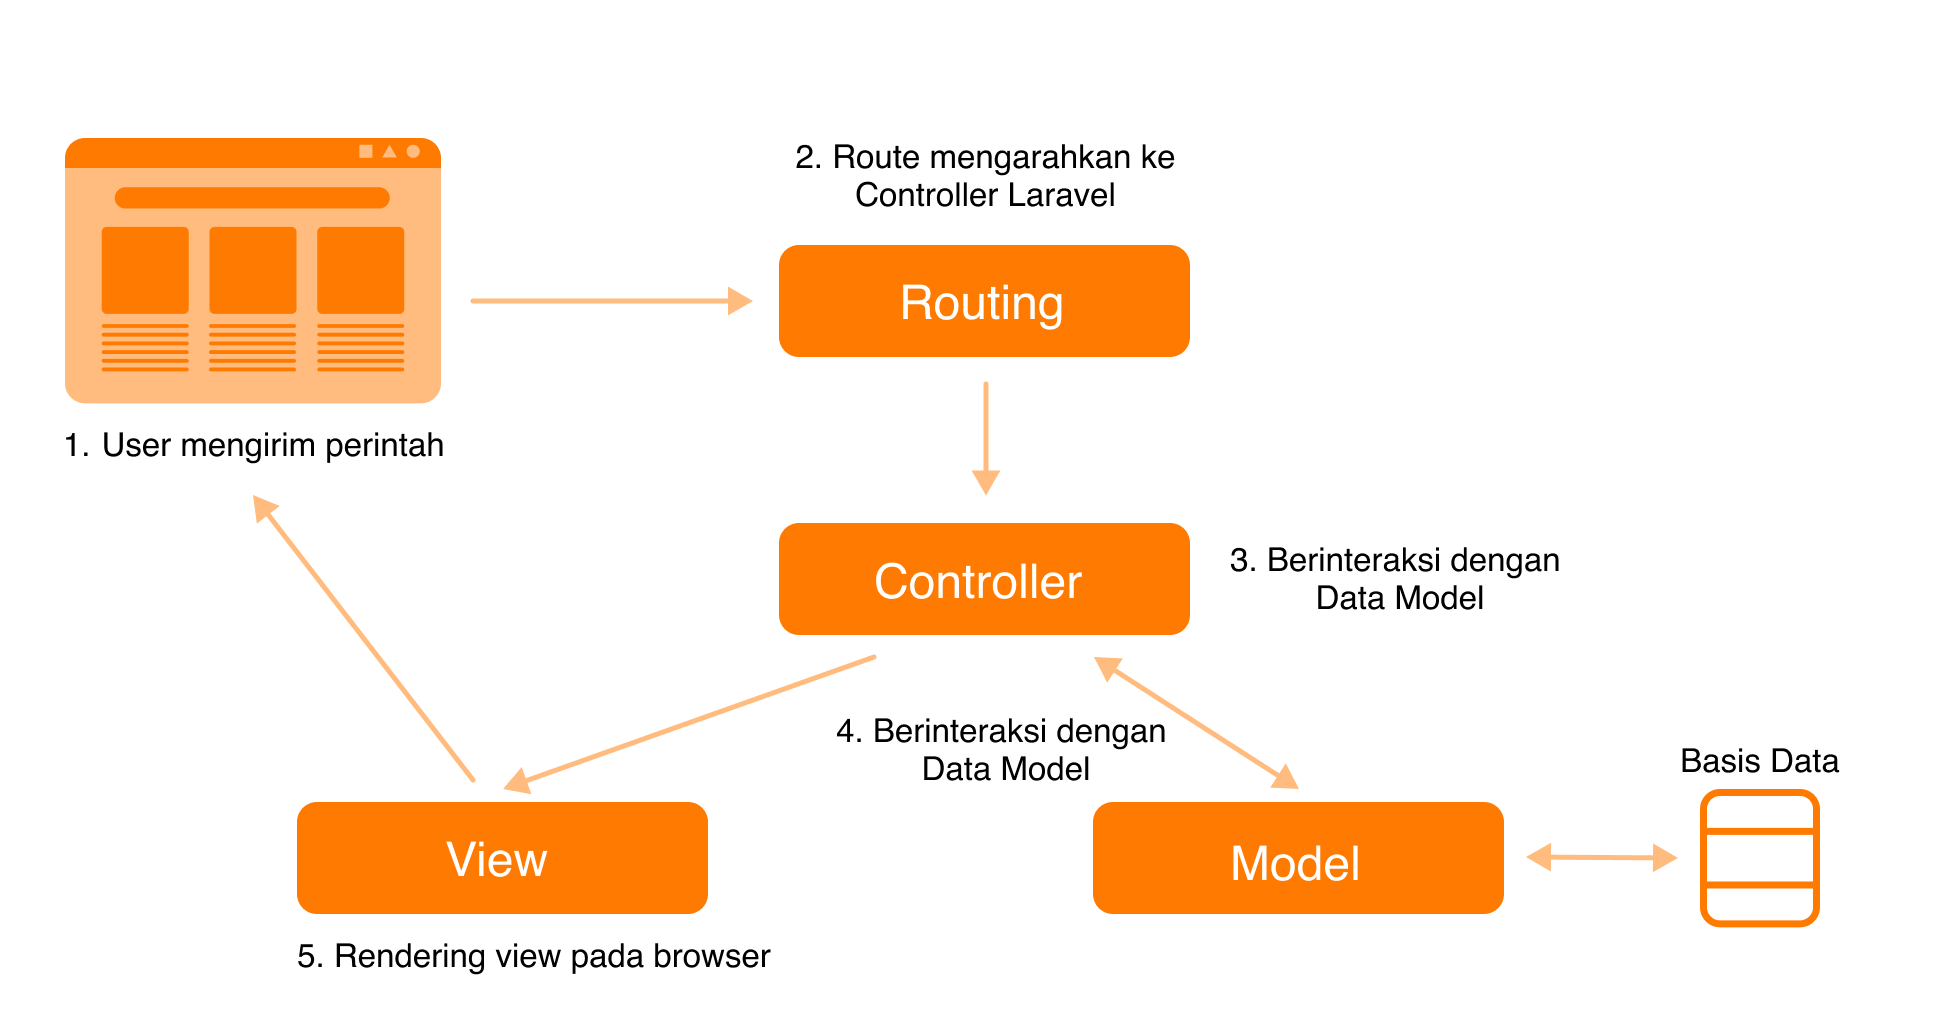 2. Route mengarahkan ke
Controller Laravel
Routing
1. User mengirim perintah
Controller
3. Berinteraksi dengan
Data Model
4. Berinteraksi dengan
Data Model
Basis Data
View
Model
5. Rendering view pada browser